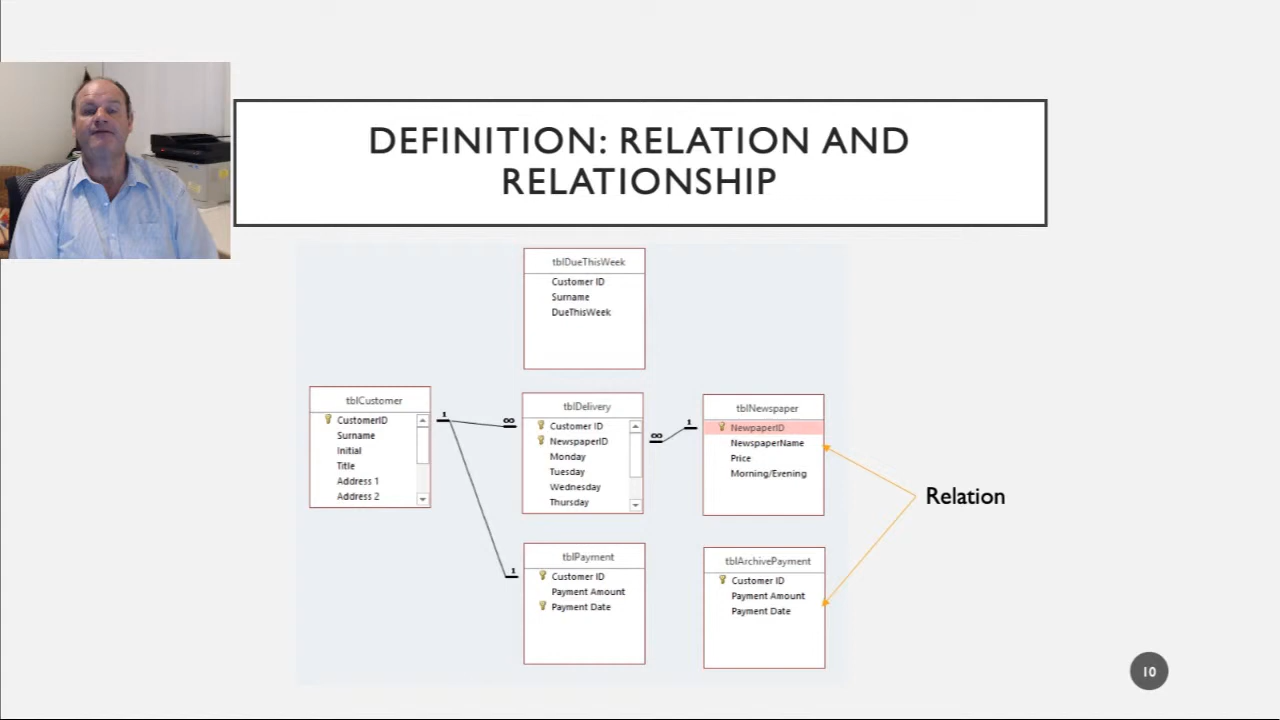 DEFINITION: RELATION AND
RELATIONSHIP
tblDueThisWeek
Customer ID
Surname
DueThisWeek
tblCustomer
CustomerID
Surname
Initial
Title
Address 1
Address 2
1
∞
tblDelivery
Customer ID
NewspaperID
Monday
Tuesday
Wednesday
Thursday
∞
1
tblNewspaper
NewpaperID
NewspaperName
Price
Morning/Evening
Relation
1
tblPayment
Customer ID
Payment Amount
Payment Date
tblArchivePayment
Customer ID
Payment Amount
Payment Date
10